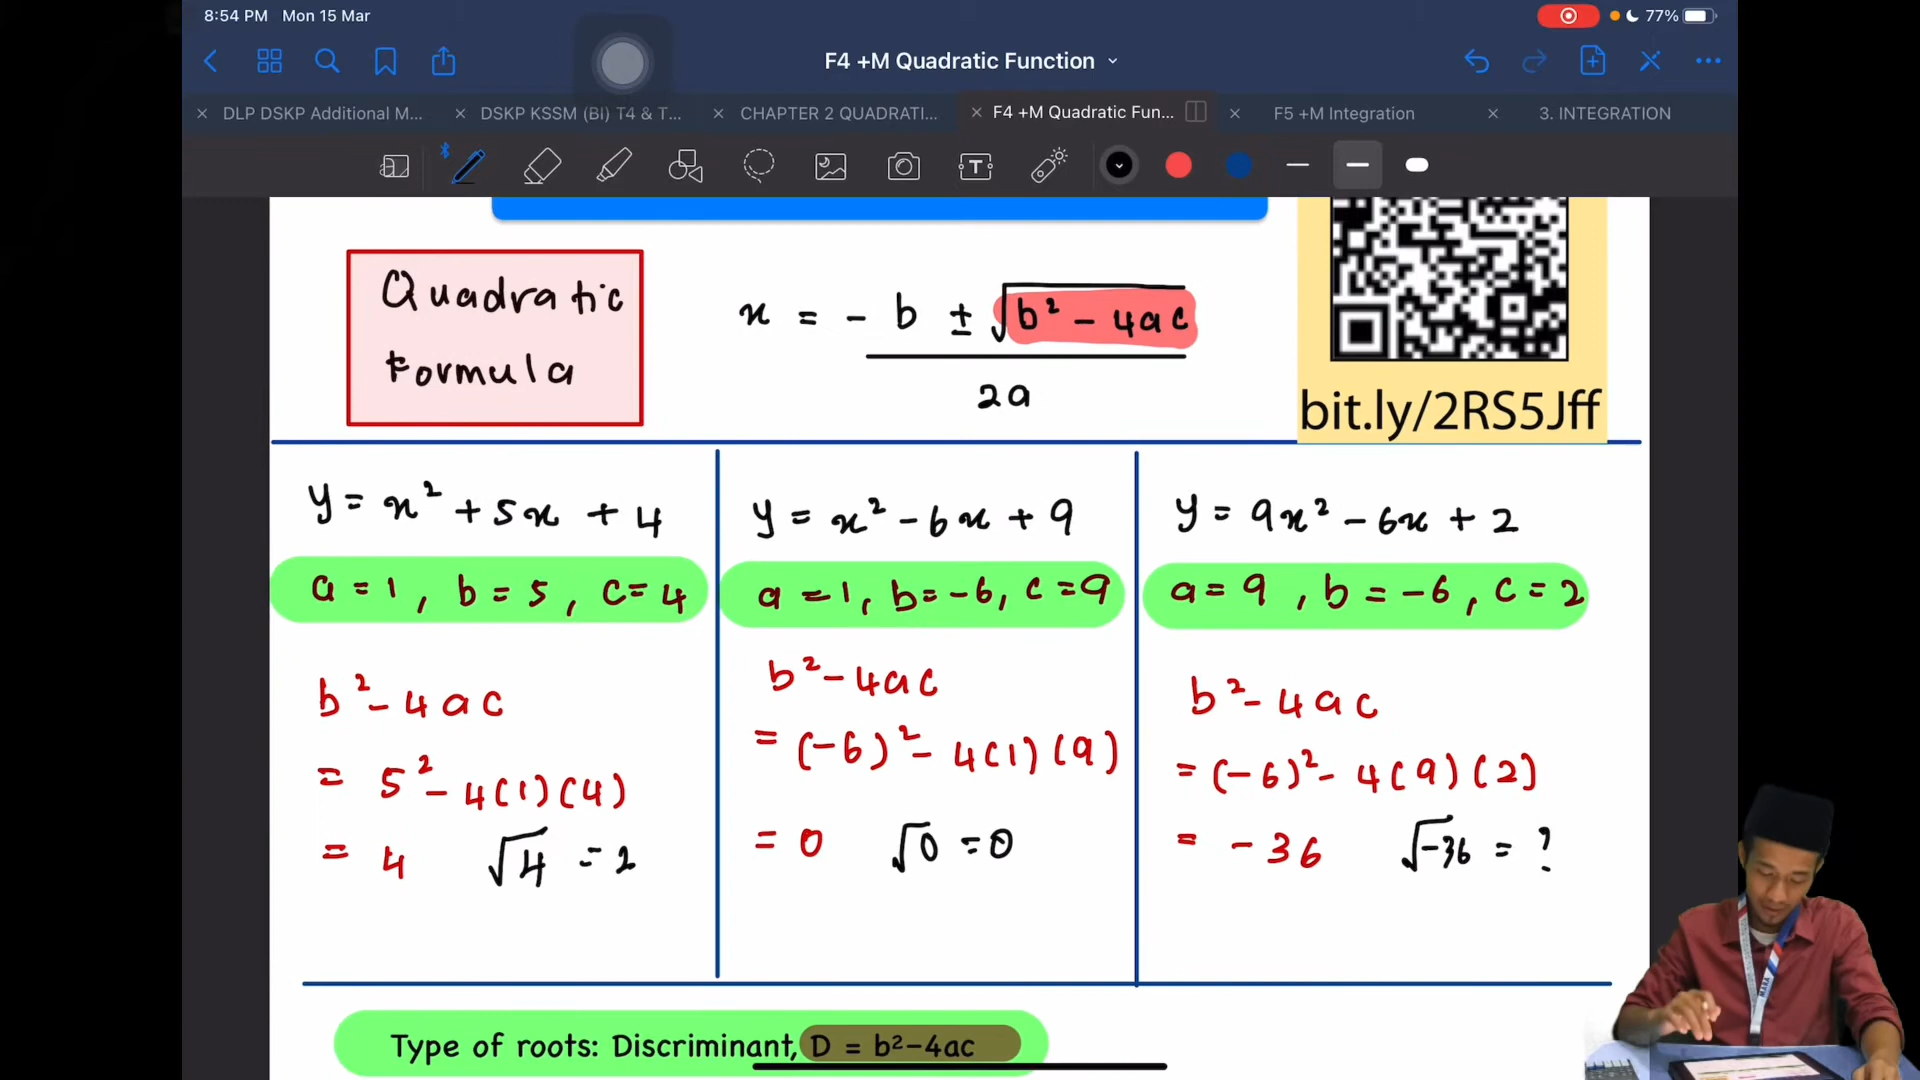 8:54 PM Mon 15 Mar
77%
F4 +M Quadratic Function
DLP DSKP Additional M...
DSKP KSSM (BI) T4 & T...
CHAPTER 2 QUADRATI...
F4 +M Quadratic Fun...
F5 +M Integration
3. INTEGRATION
Quadratic
Formula
x = - b ± √b² - 4ac
2a
bit.ly/2RS5Jff
y = x² + 5x + 4
a = 1, b = 5, c = 4
b² - 4ac
= 5² - 4(1)(4)
= 4 √4 = 2
y = x² - 6x + 9
a = 1, b = -6, c = 9
b² - 4ac
= (-6)² - 4(1)(9)
= 0 √0 = 0
y = 9x² - 6x + 2
a = 9, b = -6, c = 2
b² - 4ac
= (-6)² - 4(9)(2)
= -36 √-36 = ?
Type of roots: Discriminant, D = b²-4ac
MARA